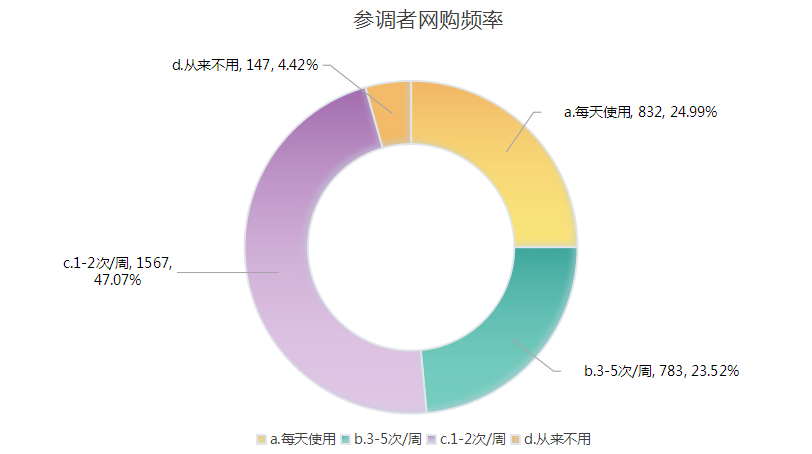 参调者网购频率
d.从来不用, 147, 4.42%
a.每天使用, 832, 24.99%
c.1-2次/周, 1567,
47.07%
b.3-5次/周, 783, 23.52%
a.每天使用 b.3-5次/周 c.1-2次/周 d.从来不用